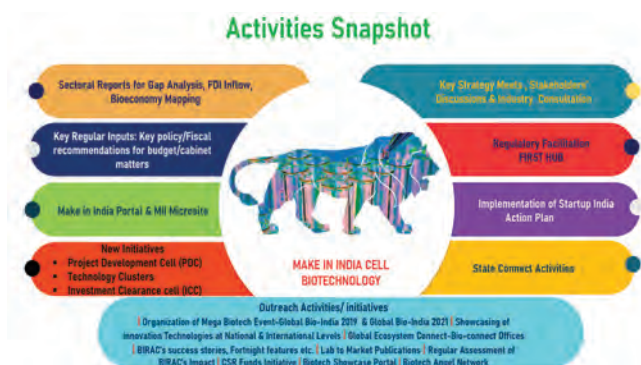 Activities Snapshot
Sectoral Reports for Gap Analysis, FDI Inflow,
Bioeconomy Mapping
Key Regular Inputs: Key policy/Fiscal
recommendations for budget/cabinet
matters
Make in India Portal & MII Microsite
New Initiatives
▪ Project Development Cell (PDC)
▪ Technology Clusters
▪ Investment Clearance cell (ICC)
Key Strategy Meets, Stakeholders'
Discussions & Industry Consultation
Regulatory Facilitation
FIRST HUB
Implementation of Startup India
Action Plan
State Connect Activities
MAKE IN INDIA CELL
BIOTECHNOLOGY
Outreach Activities/ initiatives
| Organization of Mega Biotech Event-Global Bio-India 2019 & Global Bio-India 2021 | Showcasing of
innovation Technologies at National & International Levels | Global Ecosystem Connect-Bio-connect Offices
| BIRAC's success stories, Fortnight features etc. | Lab to Market Publications | Regular Assessment of
BIRAC's Impact | CSR Funds Initiative | Biotech Showcase Portal | Biotech Angel Network